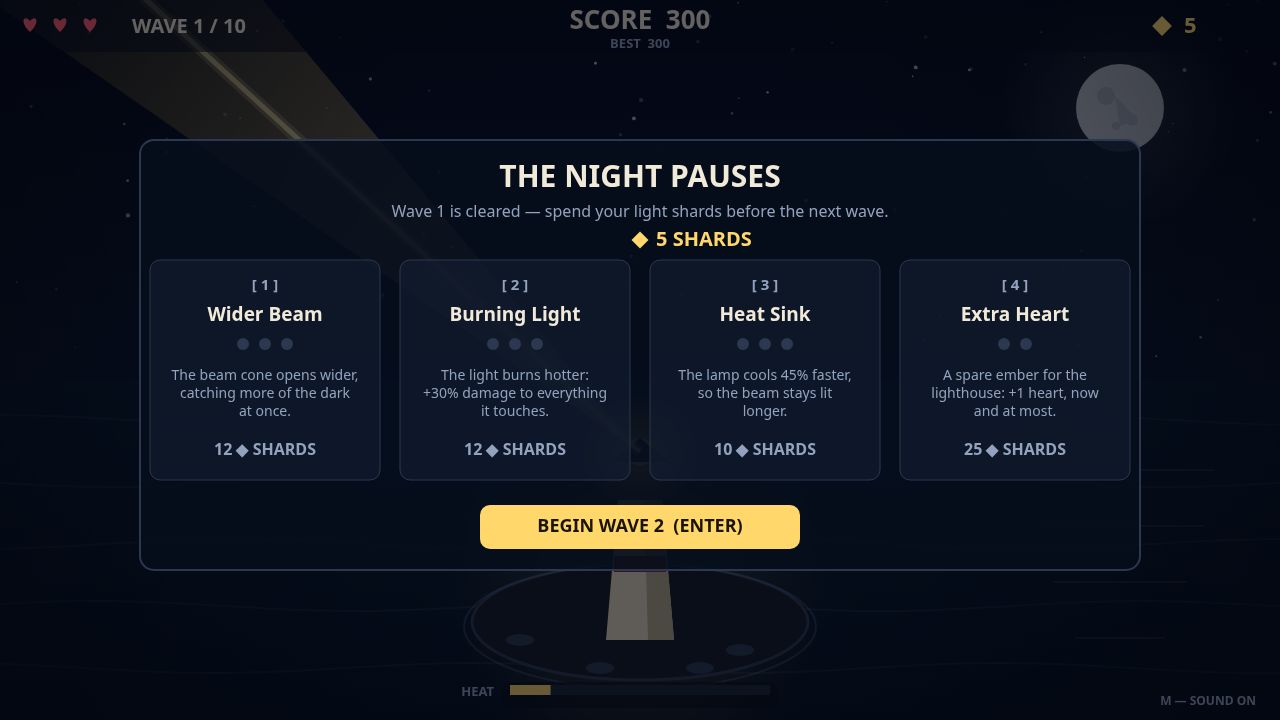 WAVE 1 / 10
SCORE 300
BEST 300
5
THE NIGHT PAUSES
Wave 1 is cleared — spend your light shards before the next wave.
◆ 5 SHARDS
[ 1 ]
Wider Beam
The beam cone opens wider,
catching more of the dark
at once.
12 ◆ SHARDS
[ 2 ]
Burning Light
The light burns hotter:
+30% damage to everything
it touches.
12 ◆ SHARDS
[ 3 ]
Heat Sink
The lamp cools 45% faster,
so the beam stays lit
longer.
10 ◆ SHARDS
[ 4 ]
Extra Heart
A spare ember for the
lighthouse: +1 heart, now
and at most.
25 ◆ SHARDS
BEGIN WAVE 2 (ENTER)
HEAT
M — SOUND ON